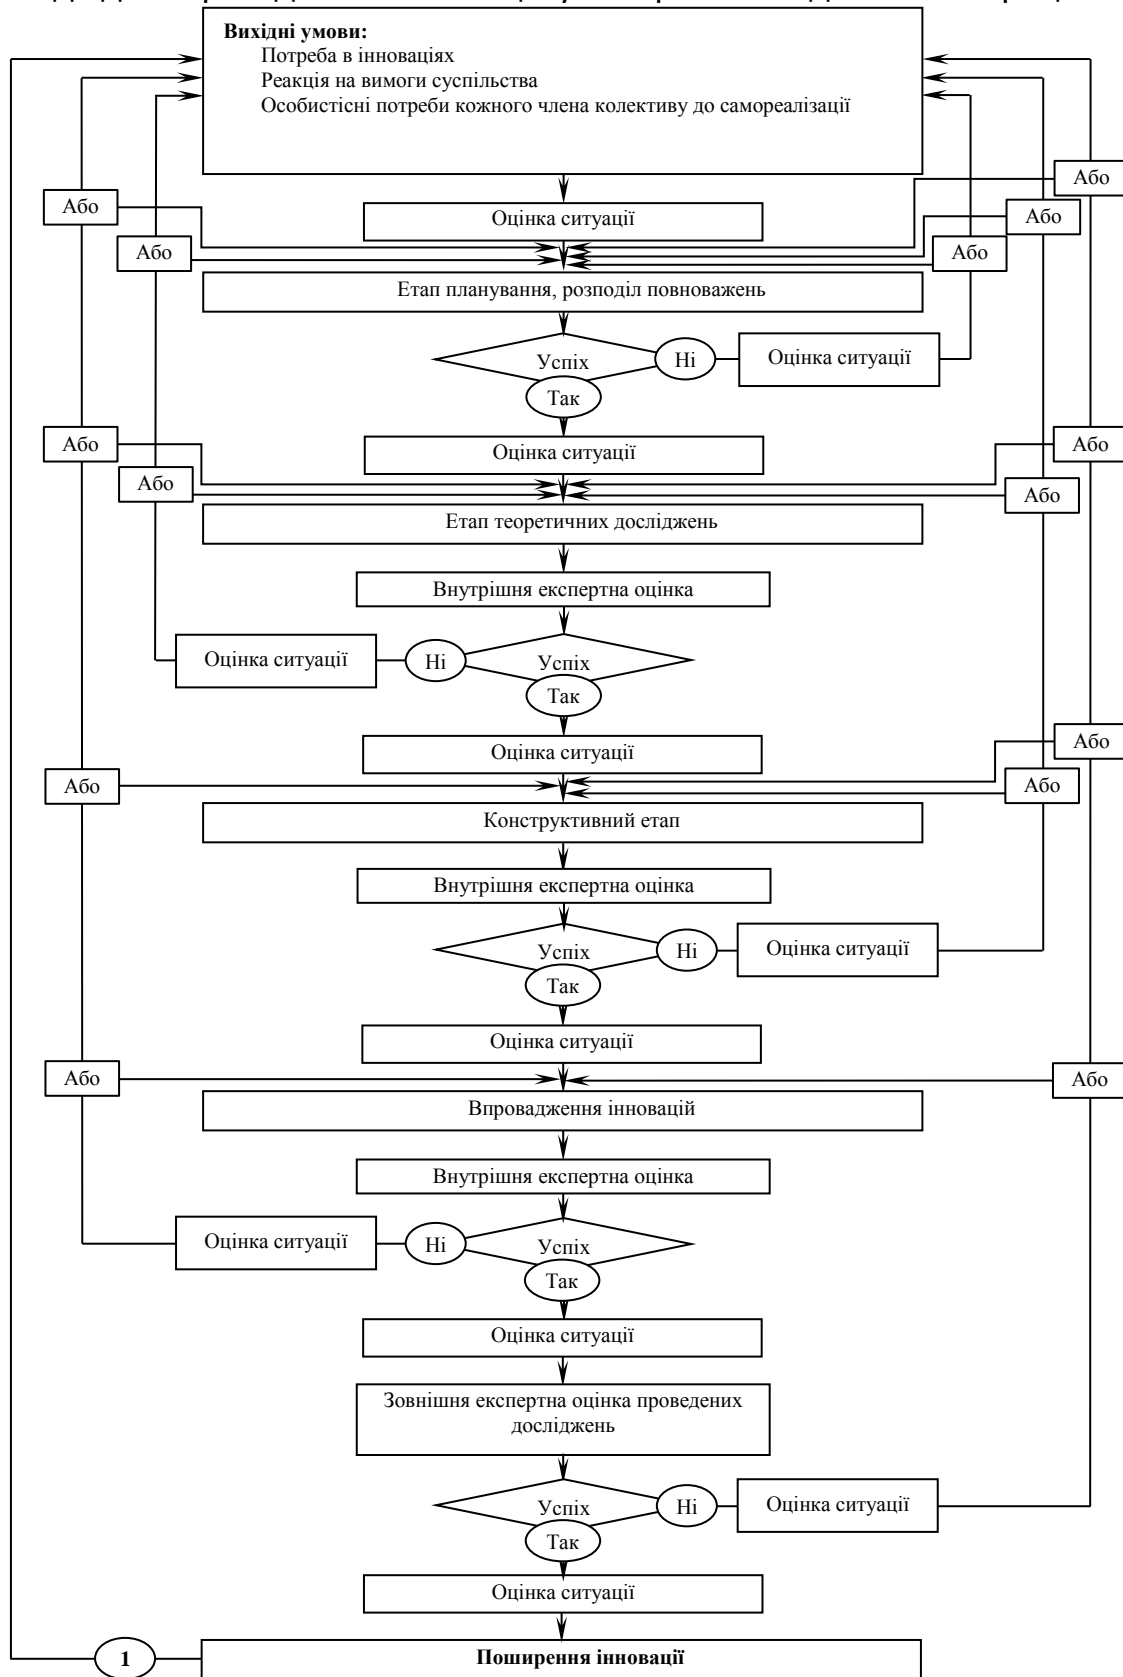 Вихідні умови:
Потреба в інноваціях
Реакція на вимоги суспільства
Особистісні потреби кожного члена колективу до самореалізації
Або
Або
Оцінка ситуації
Або
Або
Або
Етап планування, розподіл повноважень
Успіх
Ні
Оцінка ситуації
Так
Або
Оцінка ситуації
Або
Або
Або
Етап теоретичних досліджень
Внутрішня експертна оцінка
Оцінка ситуації
Ні
Успіх
Так
Оцінка ситуації
Або
Або
Або
Конструктивний етап
Внутрішня експертна оцінка
Успіх
Ні
Оцінка ситуації
Так
Оцінка ситуації
Або
Або
Впровадження інновацій
Внутрішня експертна оцінка
Оцінка ситуації
Ні
Успіх
Так
Оцінка ситуації
Зовнішня експертна оцінка проведених
досліджень
Успіх
Ні
Оцінка ситуації
Так
Оцінка ситуації
1
Поширення інновації